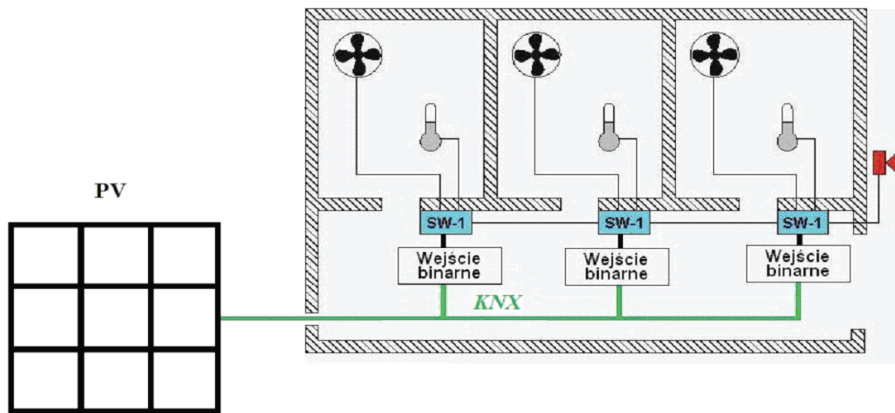 PV
SW-1
SW-1
SW-1
Wejście
binarne
Wejście
binarne
Wejście
binarne
KNX